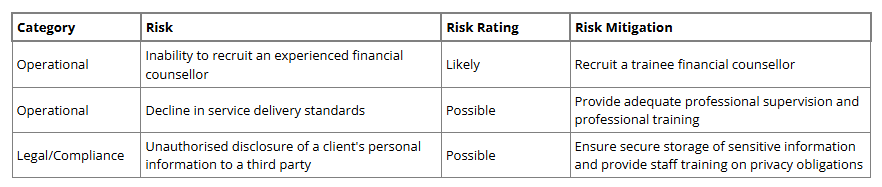 Category Risk Risk Rating Risk Mitigation
Operational Inability to recruit an experienced financial counsellor Likely Recruit a trainee financial counsellor
Operational Decline in service delivery standards Possible Provide adequate professional supervision and professional training
Legal/Compliance Unauthorised disclosure of a client's personal information to a third party Possible Ensure secure storage of sensitive information and provide staff training on privacy obligations